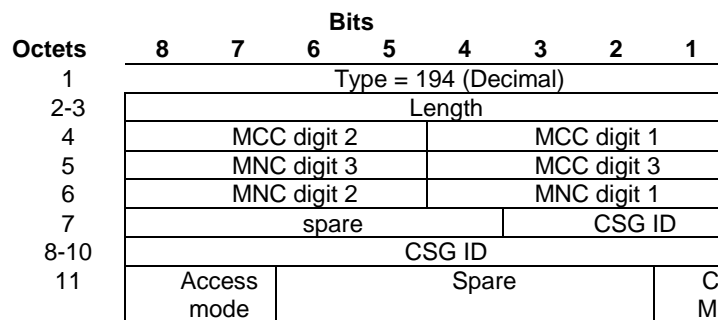 Bits
Octets 8 7 6 5 4 3 2 1
1 Type = 194 (Decimal)
2-3 Length
4 MCC digit 2 MCC digit 1
5 MNC digit 3 MCC digit 3
6 MNC digit 2 MNC digit 1
7 spare CSG ID
8-10 CSG ID
11 Access Spare C
mode M